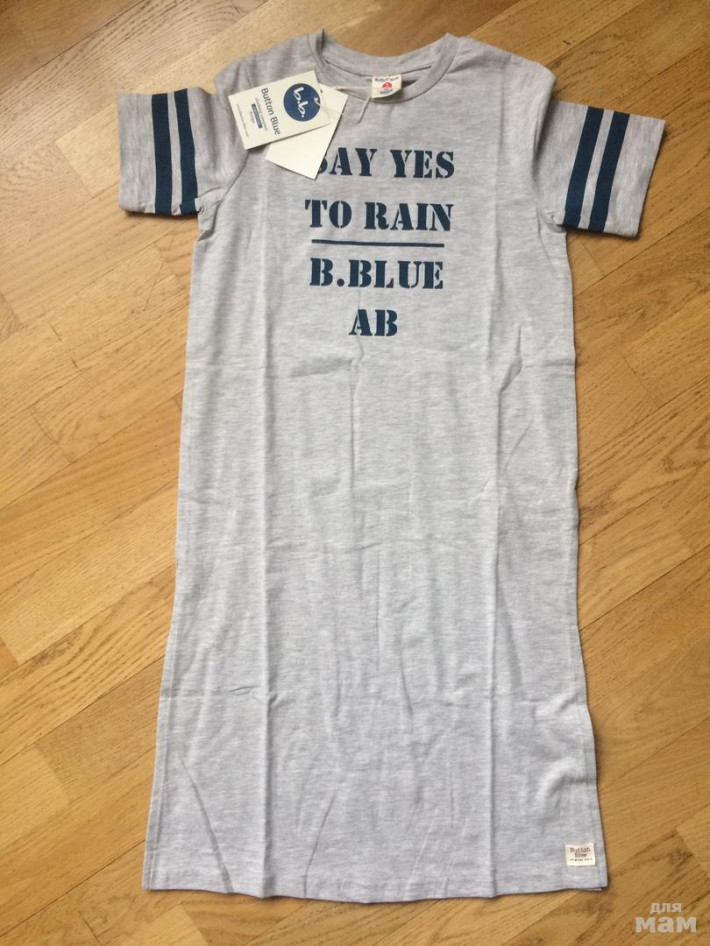 b.b.
Button Blue
SAY YES
TO RAIN
B.BLUE
AB
Button
Blue
для
мам